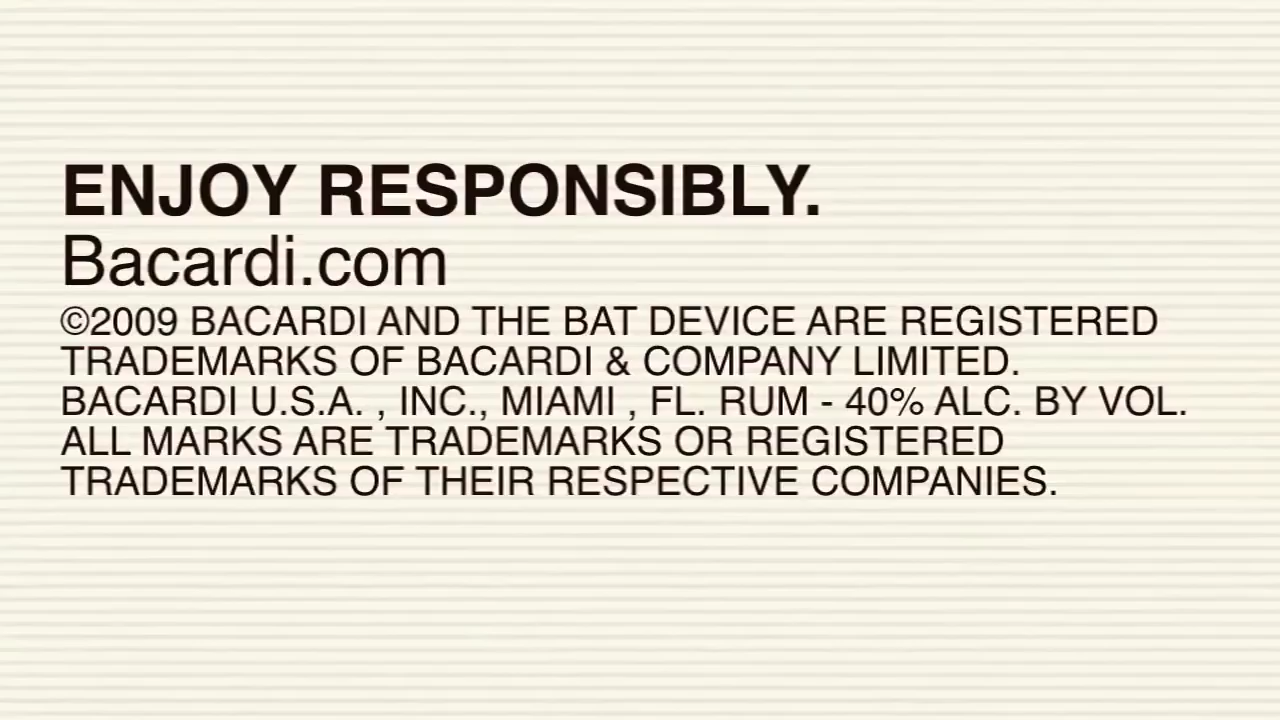 ENJOY RESPONSIBLY.
Bacardi.com
©2009 BACARDI AND THE BAT DEVICE ARE REGISTERED
TRADEMARKS OF BACARDI & COMPANY LIMITED.
BACARDI U.S.A. , INC., MIAMI , FL. RUM - 40% ALC. BY VOL.
ALL MARKS ARE TRADEMARKS OR REGISTERED
TRADEMARKS OF THEIR RESPECTIVE COMPANIES.